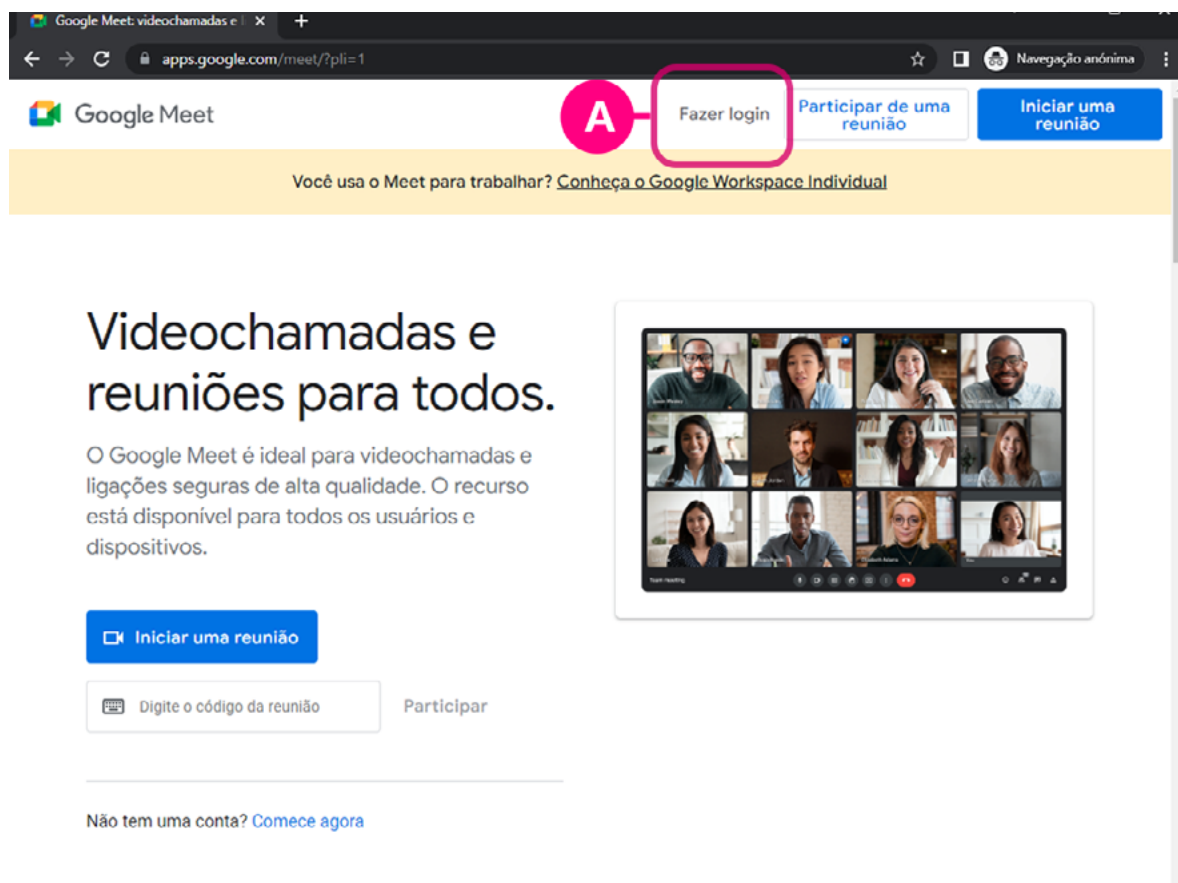 Google Meet: videochamadas e
apps.google.com/meet/?pli=1
Navegação anónima
Google Meet
A
Fazer login
Participar de uma
reunião
Iniciar uma
reunião
Você usa o Meet para trabalhar? Conheça o Google Workspace Individual
Videochamadas e
reuniões para todos.
O Google Meet é ideal para videochamadas e
ligações seguras de alta qualidade. O recurso
está disponível para todos os usuários e
dispositivos.
Team meeting
Iniciar uma reunião
Digite o código da reunião
Participar
Não tem uma conta? Comece agora